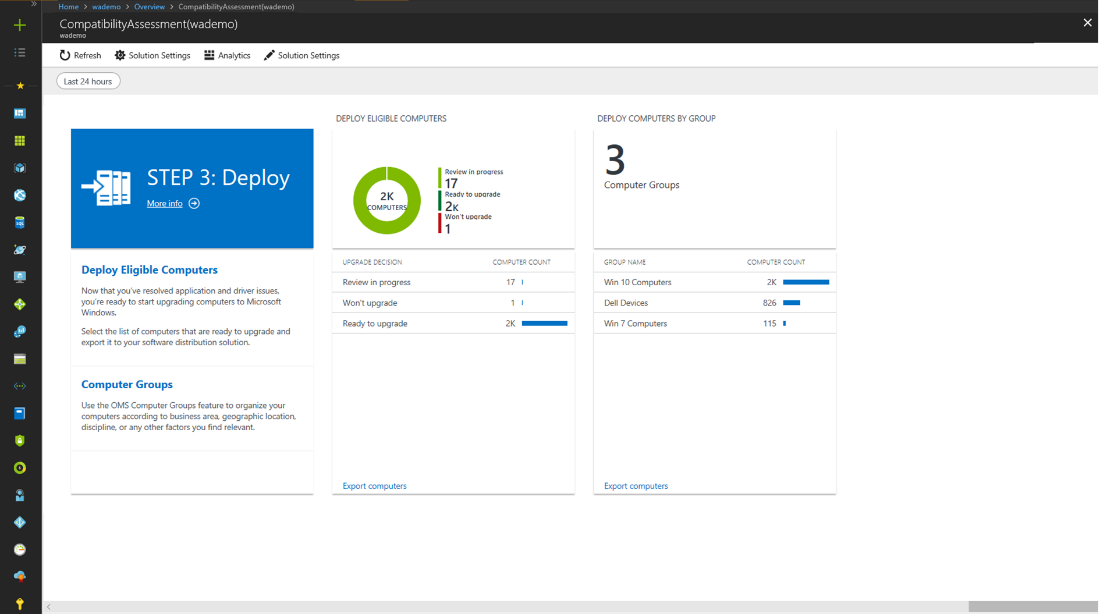 Home > wademo > Overview > CompatibilityAssessment(wademo)
CompatibilityAssessment(wademo)
wademo
Refresh Solution Settings Analytics Solution Settings
Last 24 hours
STEP 3: Deploy
More info
Deploy Eligible Computers
Now that you've resolved application and driver issues,
you're ready to start upgrading computers to Microsoft
Windows.
Select the list of computers that are ready to upgrade and
export it to your software distribution solution.
Computer Groups
Use the OMS Computer Groups feature to organize your
computers according to business area, geographic location,
discipline, or any other factors you find relevant.
DEPLOY ELIGIBLE COMPUTERS
2K
COMPUTERS
Review in progress
17
Ready to upgrade
2K
Won't upgrade
1
UPGRADE DECISION COMPUTER COUNT
Review in progress 17
Won't upgrade 1
Ready to upgrade 2K
Export computers
DEPLOY COMPUTERS BY GROUP
3
Computer Groups
GROUP NAME COMPUTER COUNT
Win 10 Computers 2K
Dell Devices 826
Win 7 Computers 115
Export computers